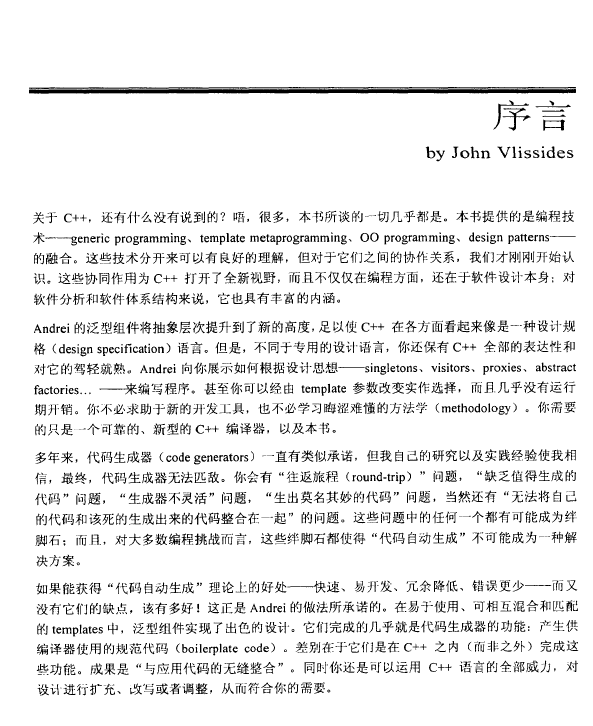 序言
by John Vlissides
关于 C++，还有什么没有说到的？唔，很多，本书所谈的一切几乎都是。本书提供的是编程技
术——generic programming、template metaprogramming、OO programming、design patterns——
的融合。这些技术分开来可以有良好的理解，但对于它们之间的协作关系，我们才刚刚开始认
识。这些协同作用为 C++ 打开了全新视野，而且不仅仅在编程方面，还在于软件设计本身；对
软件分析和软件体系结构来说，它也具有丰富的内涵。
Andrei 的泛型组件将抽象层次提升到了新的高度，足以使 C++ 在各方面看起来像是一种设计规
格（design specification）语言。但是，不同于专用的设计语言，你还保有 C++ 全部的表达性和
对它的驾轻就熟。Andrei 向你展示如何根据设计思想——singletons、visitors、proxies、abstract
factories... ——来编写程序。甚至你可以经由 template 参数改变实作选择，而且几乎没有运行
期开销。你不必求助于新的开发工具，也不必学习晦涩难懂的方法学（methodology）。你需要
的只是一个可靠的、新型的 C++ 编译器，以及本书。
多年来，代码生成器（code generators）一直有类似承诺，但我自己的研究以及实践经验使我相
信，最终，代码生成器无法匹敌。你会有“往返旅程（round-trip）”问题，“缺乏值得生成的
代码”问题，“生成器不灵活”问题，“生出莫名其妙的代码”问题，当然还有“无法将自己
的代码和该死的生成出来的代码整合在一起”的问题。这些问题中的任何一个都有可能成为绊
脚石；而且，对大多数编程挑战而言，这些绊脚石都使得“代码自动生成”不可能成为一种解
决方案。
如果能获得“代码自动生成”理论上的好处——快速、易开发、冗余降低、错误更少——而又
没有它们的缺点，该有多好！这正是 Andrei 的做法所承诺的。在易于使用、可相互混合和匹配
的 templates 中，泛型组件实现了出色的设计。它们完成的几乎就是代码生成器的功能：产生供
编译器使用的规范代码（boilerplate code）。差别在于它们是在 C++ 之内（而非之外）完成这
些功能。成果是“与应用代码的无缝整合”。同时你还是可以运用 C++ 语言的全部威力，对
设计进行扩充、改写或者调整，从而符合你的需要。